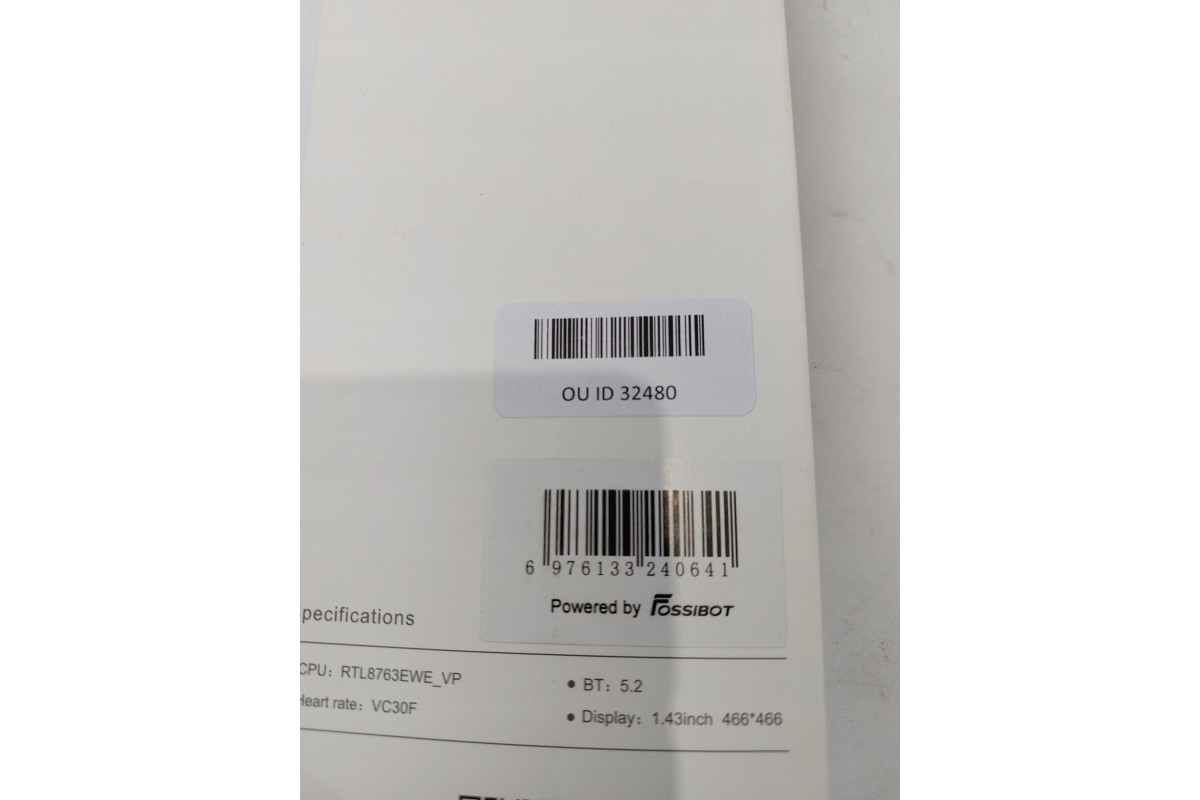 OU ID 32480
6 976133 240641
Powered by FOSSIBOT
pecifications
CPU: RTL8763EWE_VP
Heart rate: VC30F
• BT: 5.2
• Display: 1.43inch 466*466